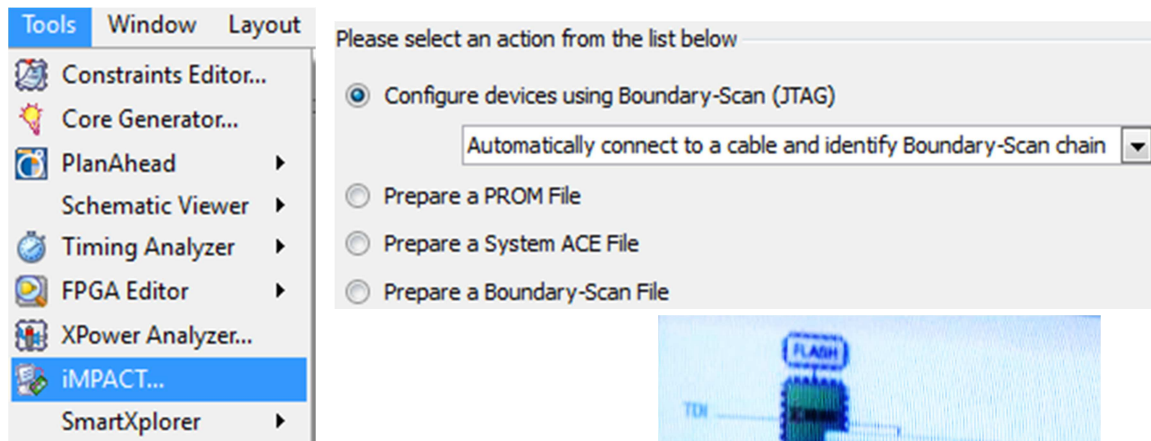 Tools Window Layout
Constraints Editor...
Core Generator...
PlanAhead
Schematic Viewer
Timing Analyzer
FPGA Editor
XPower Analyzer...
iMPACT...
SmartXplorer
Please select an action from the list below
Configure devices using Boundary-Scan (JTAG)
Automatically connect to a cable and identify Boundary-Scan chain
Prepare a PROM File
Prepare a System ACE File
Prepare a Boundary-Scan File
FLASH
TDI